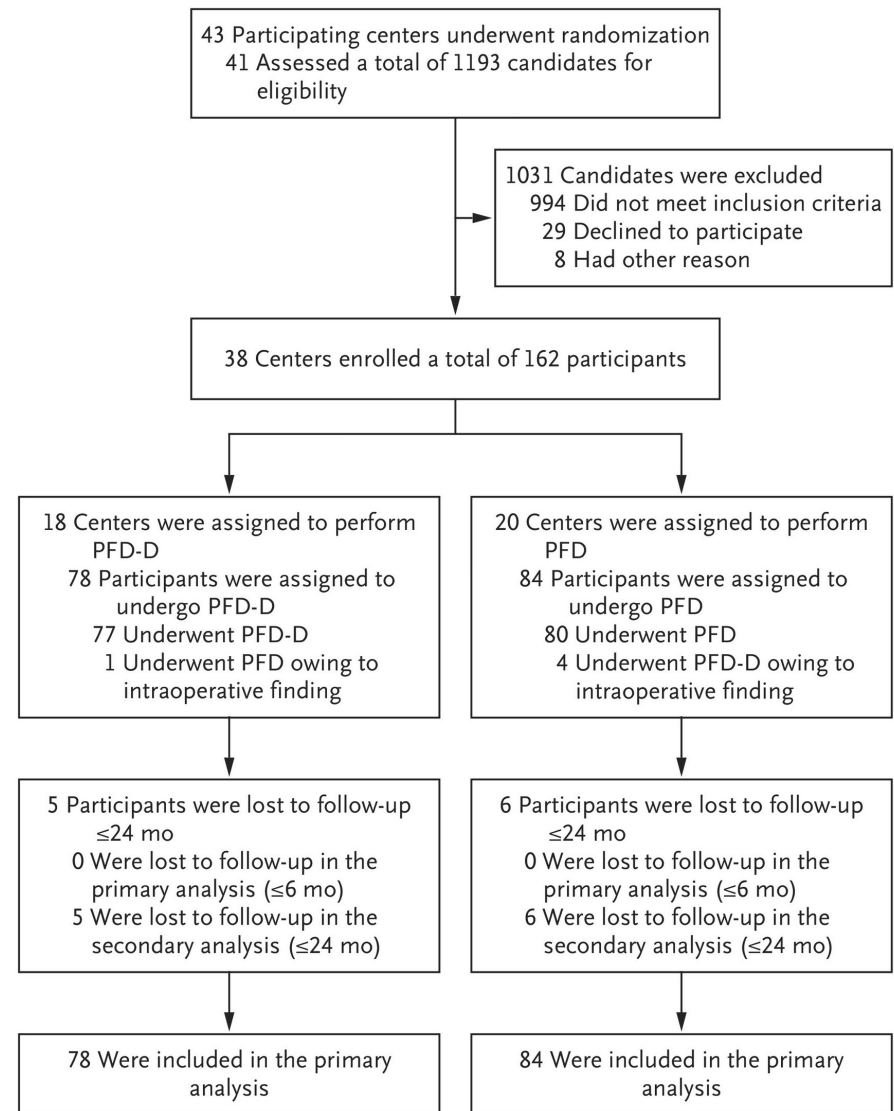 43 Participating centers underwent randomization
41 Assessed a total of 1193 candidates for
eligibility
1031 Candidates were excluded
994 Did not meet inclusion criteria
29 Declined to participate
8 Had other reason
38 Centers enrolled a total of 162 participants
18 Centers were assigned to perform
PFD-D
78 Participants were assigned to
undergo PFD-D
77 Underwent PFD-D
1 Underwent PFD owing to
intraoperative finding
20 Centers were assigned to perform
PFD
84 Participants were assigned to
undergo PFD
80 Underwent PFD
4 Underwent PFD-D owing to
intraoperative finding
5 Participants were lost to follow-up
≤24 mo
0 Were lost to follow-up in the
primary analysis (≤6 mo)
5 Were lost to follow-up in the
secondary analysis (≤24 mo)
6 Participants were lost to follow-up
≤24 mo
0 Were lost to follow-up in the
primary analysis (≤6 mo)
6 Were lost to follow-up in the
secondary analysis (≤24 mo)
78 Were included in the primary
analysis
84 Were included in the primary
analysis